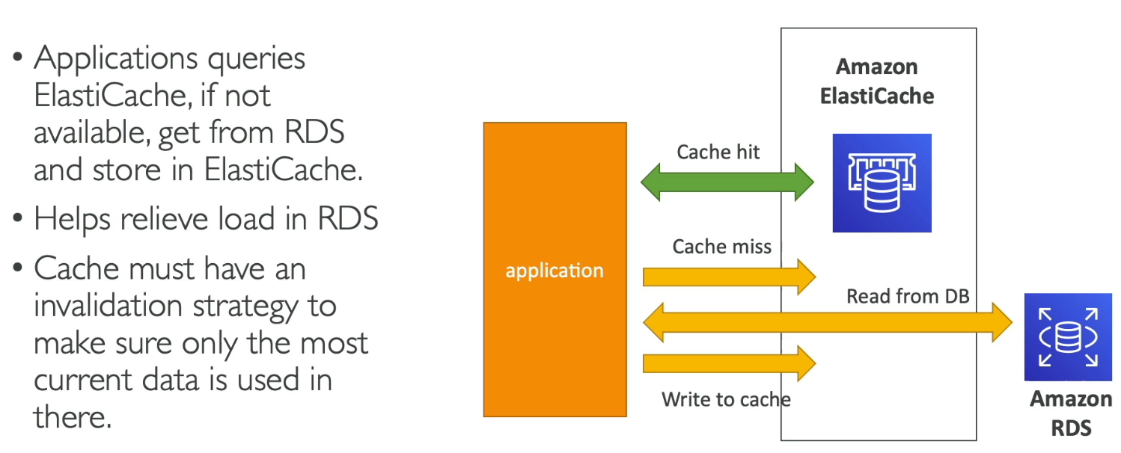 • Applications queries
ElastiCache, if not
available, get from RDS
and store in ElastiCache.
• Helps relieve load in RDS
• Cache must have an
invalidation strategy to
make sure only the most
current data is used in
there.
application
Cache hit
Cache miss
Read from DB
Write to cache
Amazon
ElastiCache
Amazon
RDS